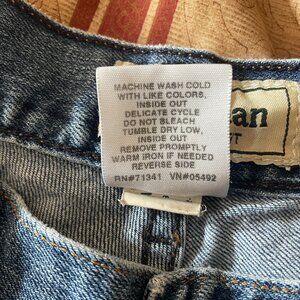 MACHINE WASH COLD
WITH LIKE COLORS,
INSIDE OUT
DELICATE CYCLE
DO NOT BLEACH
TUMBLE DRY LOW,
INSIDE OUT
REMOVE PROMPTLY
WARM IRON IF NEEDED
REVERSE SIDE
RN#71341 VN#05492